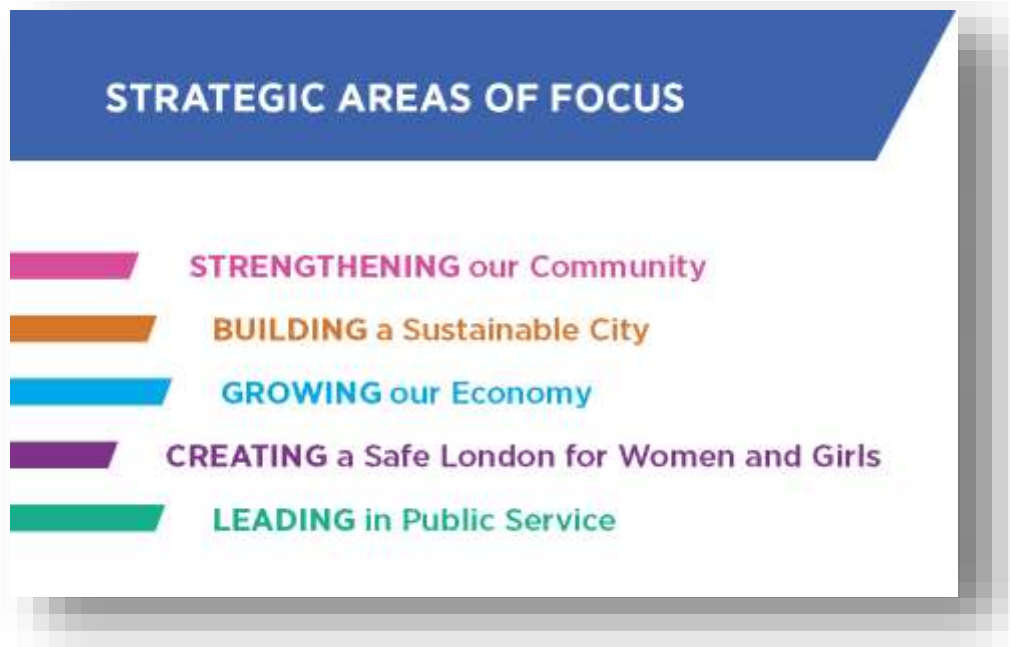 STRATEGIC AREAS OF FOCUS
STRENGTHENING our Community
BUILDING a Sustainable City
GROWING our Economy
CREATING a Safe London for Women and Girls
LEADING in Public Service